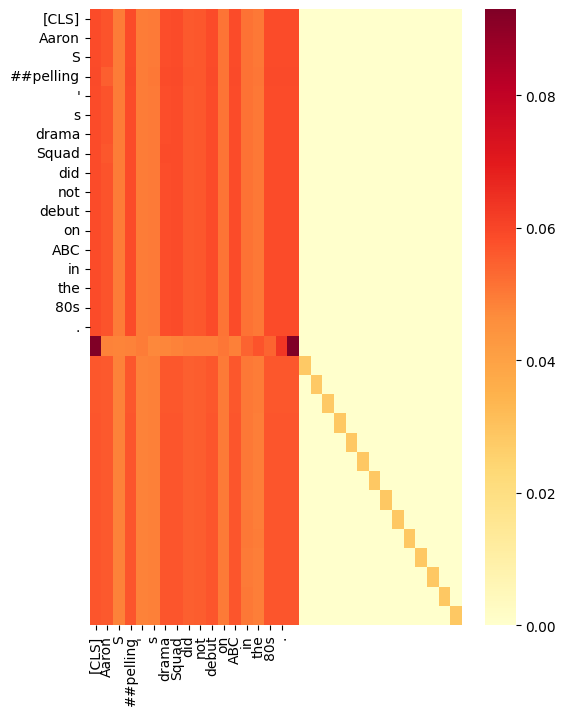 [CLS]
Aaron
S
##pelling
'
s
drama
Squad
did
not
debut
on
ABC
in
the
80s
.
0.08
0.06
0.04
0.02
0.00
[CLS]
Aaron
S
##pelling
'
s
drama
Squad
did
not
debut
on
ABC
in
the
80s
.